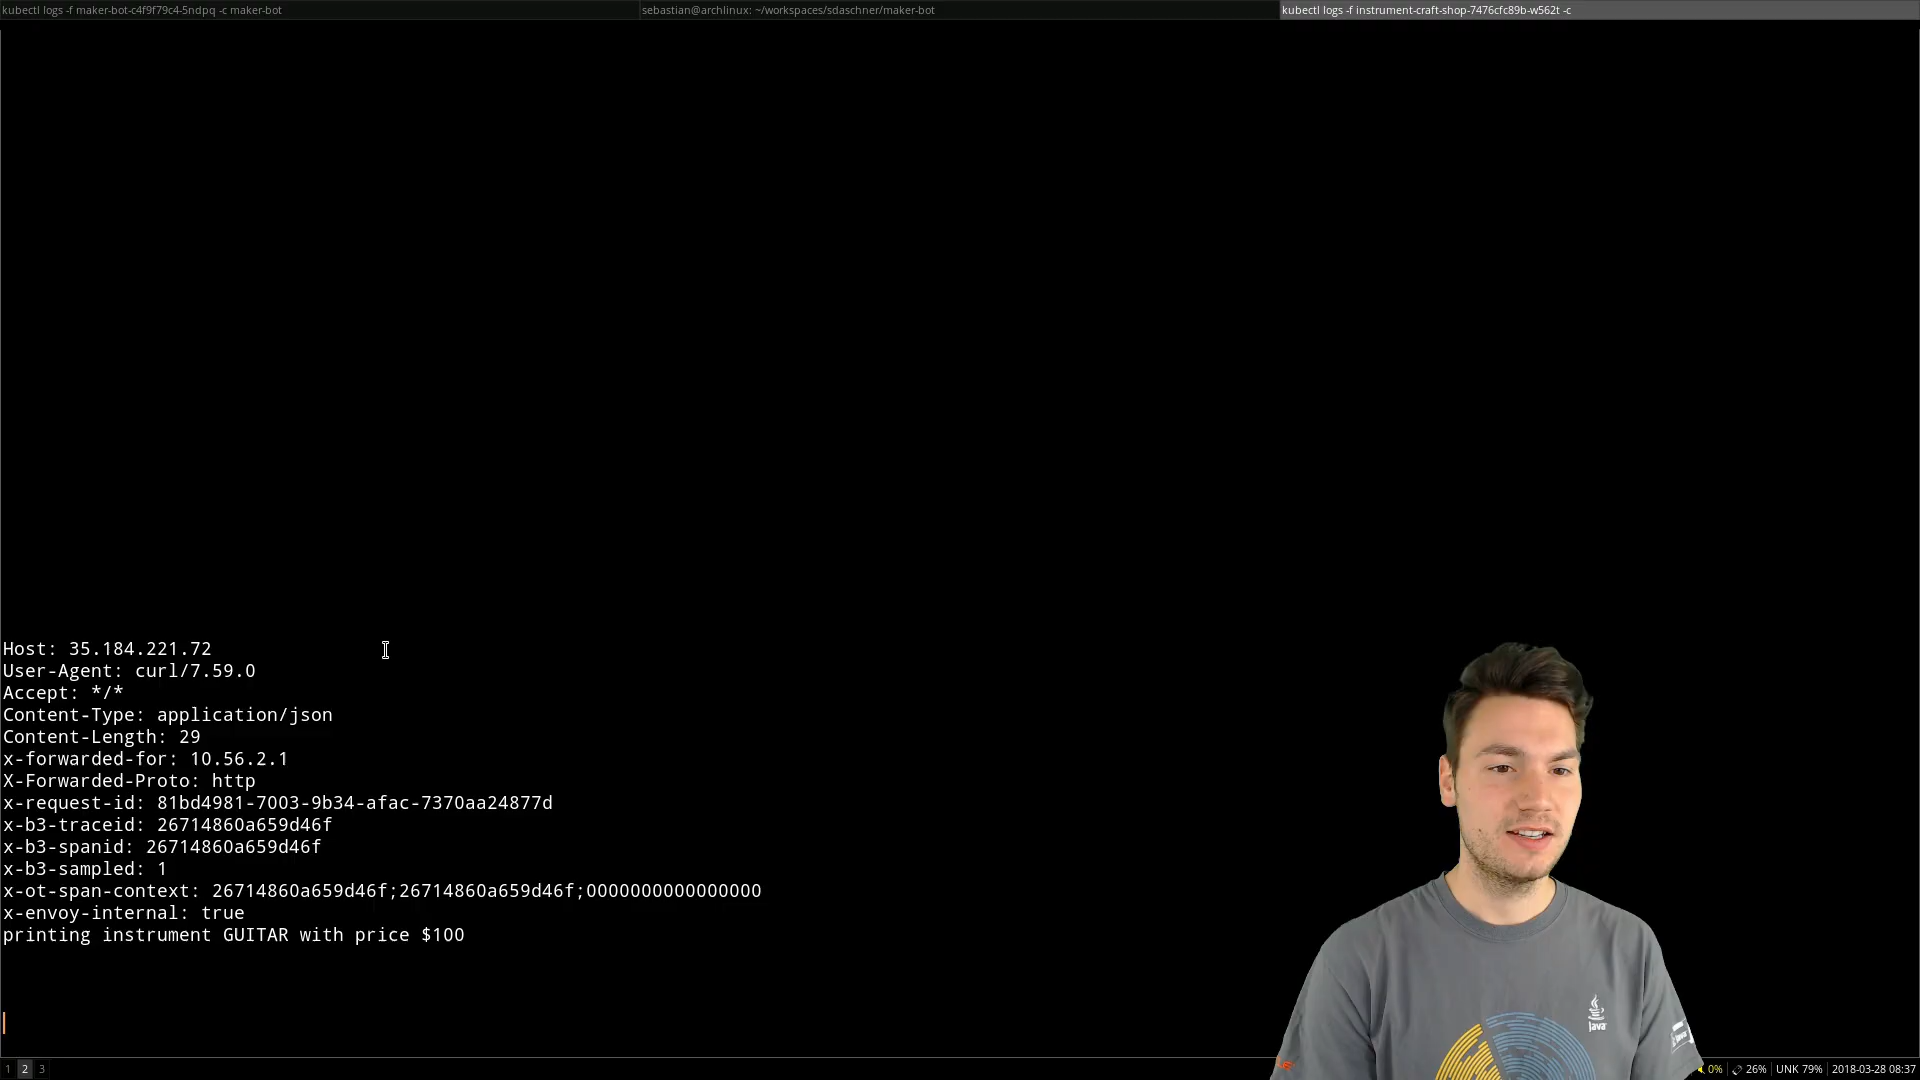 kubectl logs -f maker-bot-c4f9f79c4-5ndpq -c maker-bot
sebastian@archlinux: ~/workspaces/sdaschner/maker-bot
kubectl logs -f instrument-craft-shop-7476cfc89b-w562t -c
Host: 35.184.221.72
User-Agent: curl/7.59.0
Accept: */*
Content-Type: application/json
Content-Length: 29
x-forwarded-for: 10.56.2.1
X-Forwarded-Proto: http
x-request-id: 81bd4981-7003-9b34-afac-7370aa24877d
x-b3-traceid: 26714860a659d46f
x-b3-spanid: 26714860a659d46f
x-b3-sampled: 1
x-ot-span-context: 26714860a659d46f;26714860a659d46f;0000000000000000
x-envoy-internal: true
printing instrument GUITAR with price $100
Java
1 2 3
0% | 26% | UNK 79% | 2018-03-28 08:37